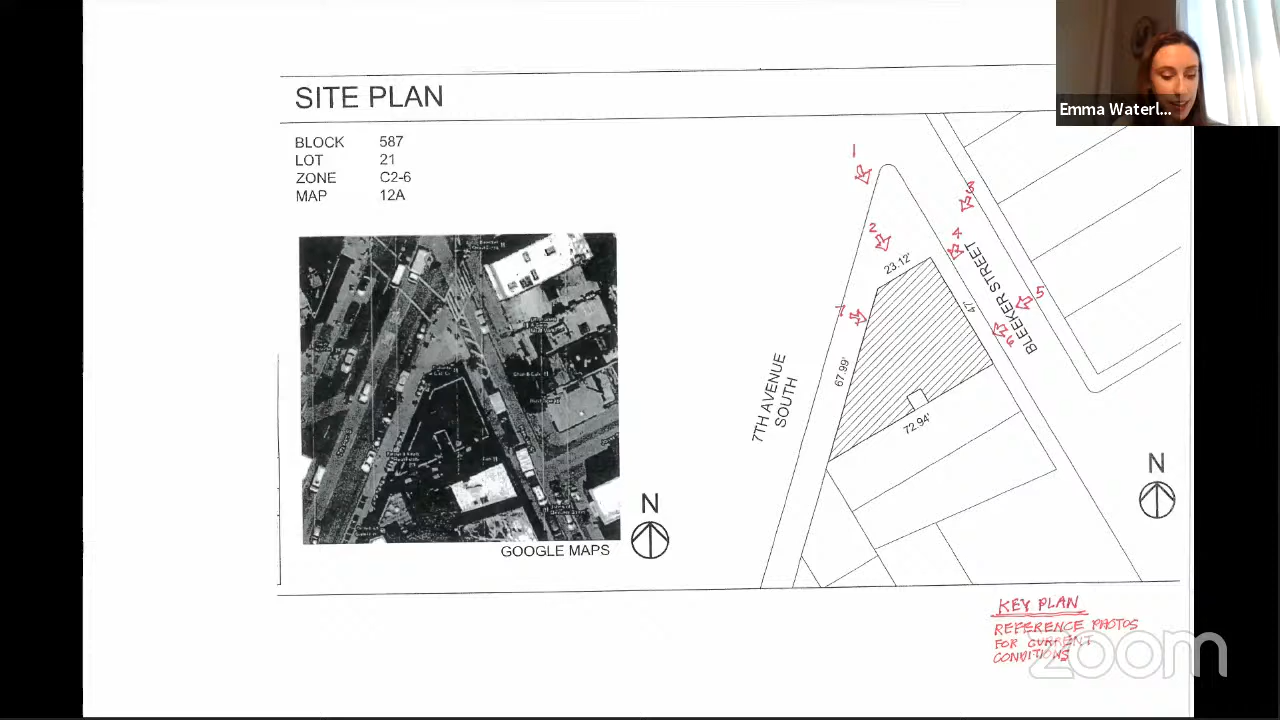 SITE PLAN
BLOCK 587
LOT 21
ZONE C2-6
MAP 12A
Emma Waterl...
1
2
3
4
5
6
7
23.12'
47'
67.99'
72.94'
BLEEKER STREET
7TH AVENUE
SOUTH
N
N
GOOGLE MAPS
KEY PLAN
REFERENCE PHOTOS
FOR CURRENT
CONDITIONS
zoom